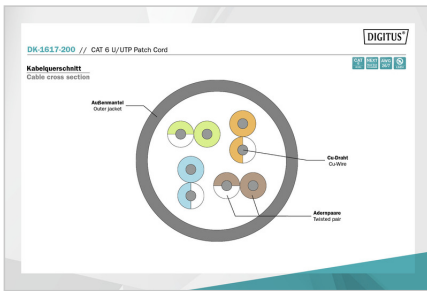 DIGITUS®
DK-1617-200 // CAT 6 U/UTP Patch Cord
Kabelquerschnitt
Cable cross section
Außenmantel
Outer jacket
Cu-Draht
Cu-Wire
Adernpaare
Twisted pair